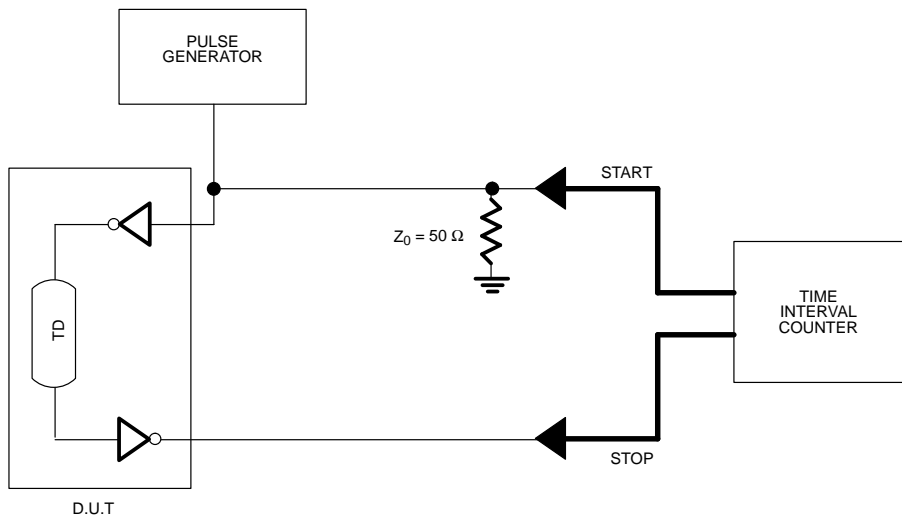 PULSE
GENERATOR
START
Z0 = 50 Ω
TIME
INTERVAL
COUNTER
TD
STOP
D.U.T